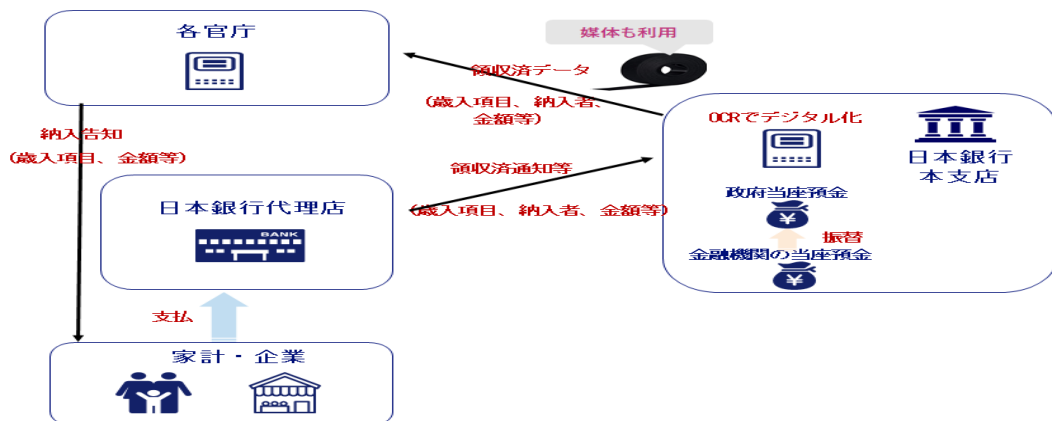 各官庁
媒体も利用
領収済データ
(歳入項目、納入者、
金額等)
納入告知
(歳入項目、金額等)
OCRでデジタル化
日本銀行
本支店
領収済通知等
(歳入項目、納入者、金額等)
政府当座預金
¥
振替
金融機関の当座預金
¥
日本銀行代理店
BANK
支払
家計・企業